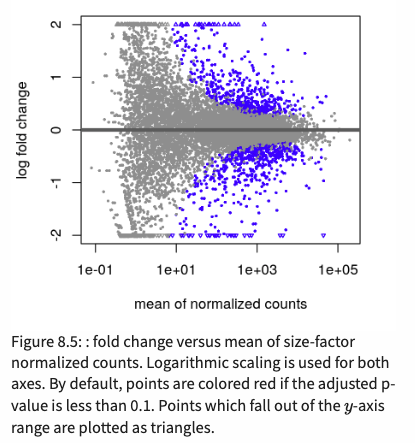 2
1
0
-1
-2
log fold change
1e-01
1e+01
1e+03
1e+05
mean of normalized counts
Figure 8.5: : fold change versus mean of size-factor
normalized counts. Logarithmic scaling is used for both
axes. By default, points are colored red if the adjusted p-
value is less than 0.1. Points which fall out of the y-axis
range are plotted as triangles.